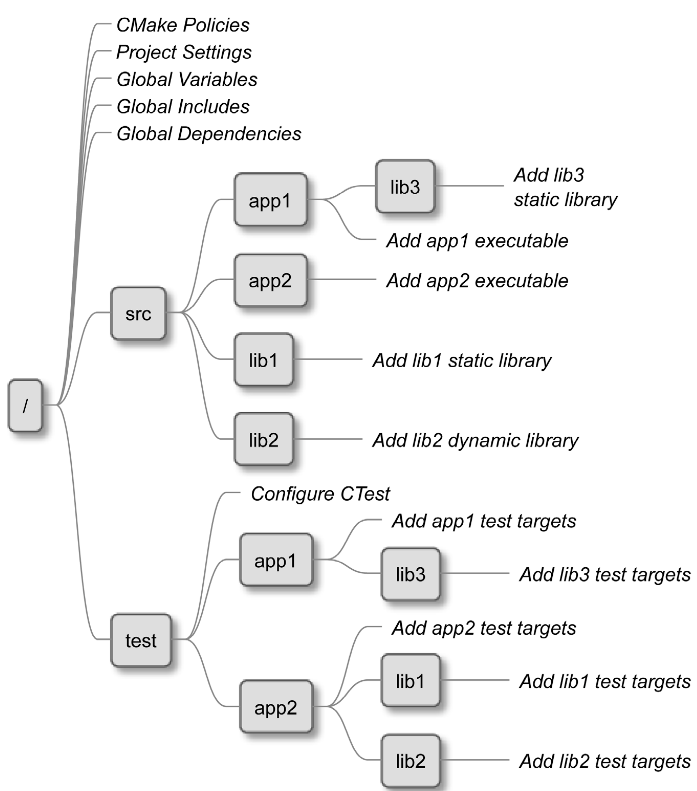 CMake Policies
Project Settings
Global Variables
Global Includes
Global Dependencies
/
src
app1
lib3
Add lib3
static library
Add app1 executable
app2
Add app2 executable
lib1
Add lib1 static library
lib2
Add lib2 dynamic library
test
Configure CTest
app1
Add app1 test targets
lib3
Add lib3 test targets
app2
Add app2 test targets
lib1
Add lib1 test targets
lib2
Add lib2 test targets